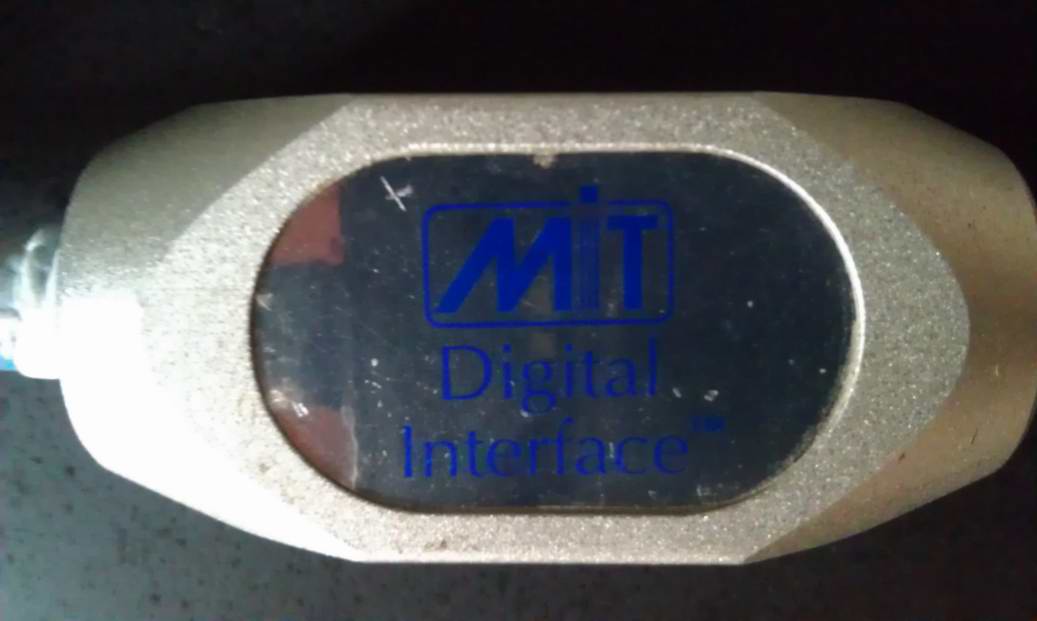 MiT
Digital
Interface™